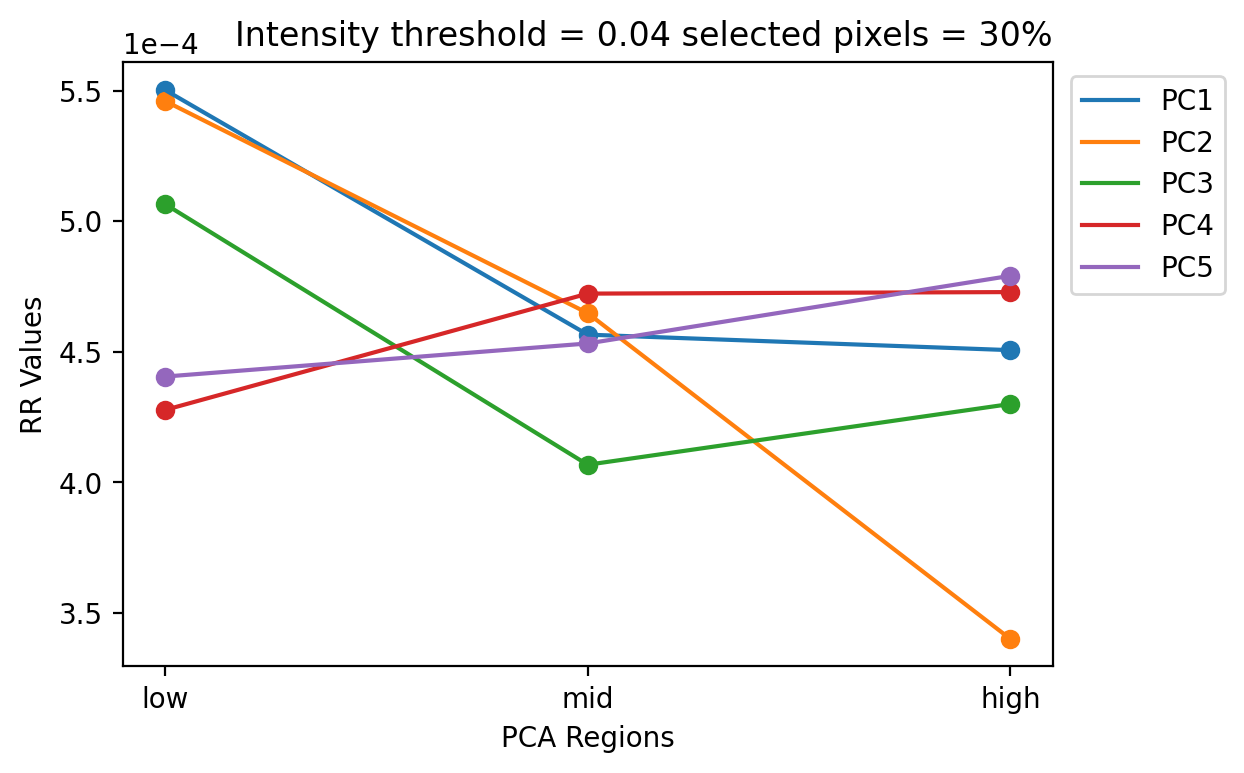 Intensity threshold = 0.04 selected pixels = 30%
1e−4
5.5
5.0
4.5
4.0
3.5
RR Values
low
mid
high
PCA Regions
PC1
PC2
PC3
PC4
PC5